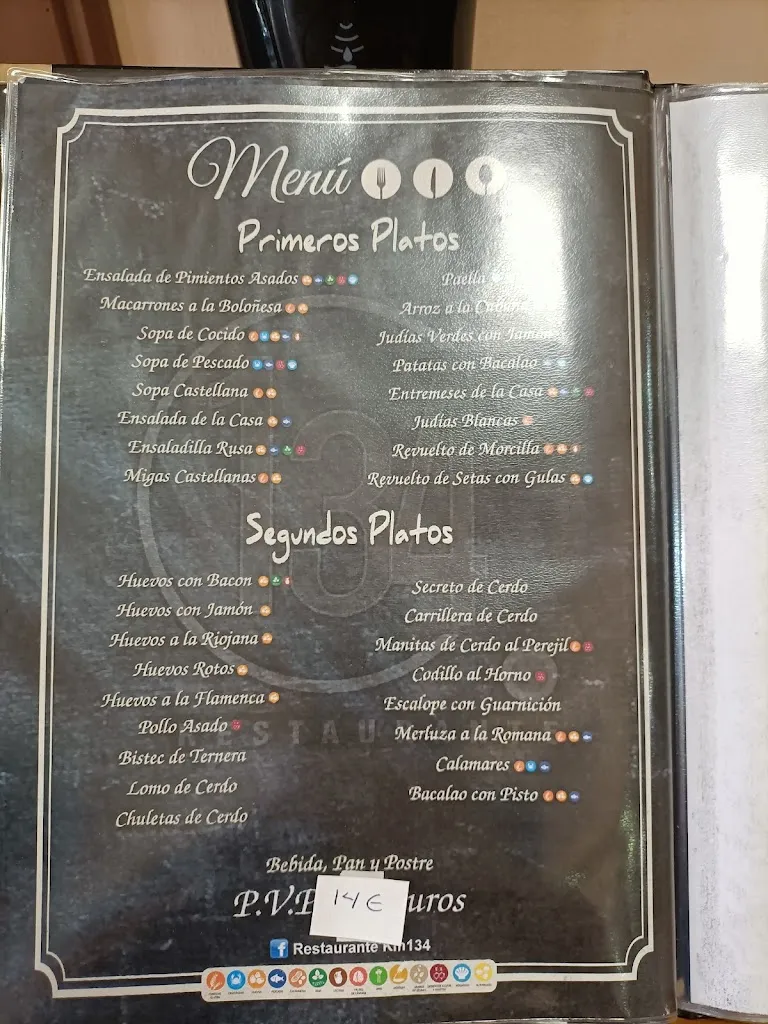 Menú
Primeros Platos
Ensalada de Pimientos Asados
Macarrones a la Boloñesa
Sopa de Cocido
Sopa de Pescado
Sopa Castellana
Ensalada de la Casa
Ensaladilla Rusa
Migas Castellanas
Paella
Arroz a la Cubana
Judías Verdes con Jamón
Patatas con Bacalao
Entremeses de la Casa
Judías Blancas
Revuelto de Morcilla
Revuelto de Setas con Gulas
Segundos Platos
Huevos con Bacon
Huevos con Jamón
Huevos a la Riojana
Huevos Rotos
Huevos a la Flamenca
Pollo Asado
Bistec de Ternera
Lomo de Cerdo
Chuletas de Cerdo
Secreto de Cerdo
Carrillera de Cerdo
Manitas de Cerdo al Perejil
Codillo al Horno
Escalope con Guarnición
Merluza a la Romana
Calamares
Bacalao con Pisto
134
Bebida, Pan y Postre
P.V.P 14€ uros
Restaurante Km134